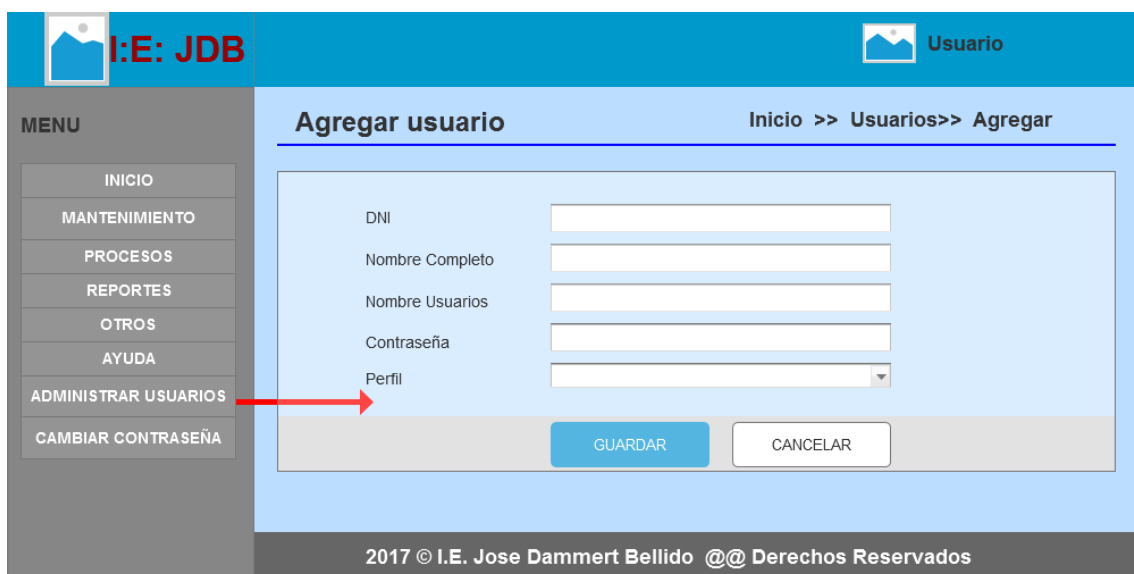 I:E: JDB
Usuario
MENU
INICIO
MANTENIMIENTO
PROCESOS
REPORTES
OTROS
AYUDA
ADMINISTRAR USUARIOS
CAMBIAR CONTRASEÑA
Agregar usuario
Inicio >> Usuarios>> Agregar
DNI
Nombre Completo
Nombre Usuarios
Contraseña
Perfil
GUARDAR
CANCELAR
2017 © I.E. Jose Dammert Bellido @@ Derechos Reservados